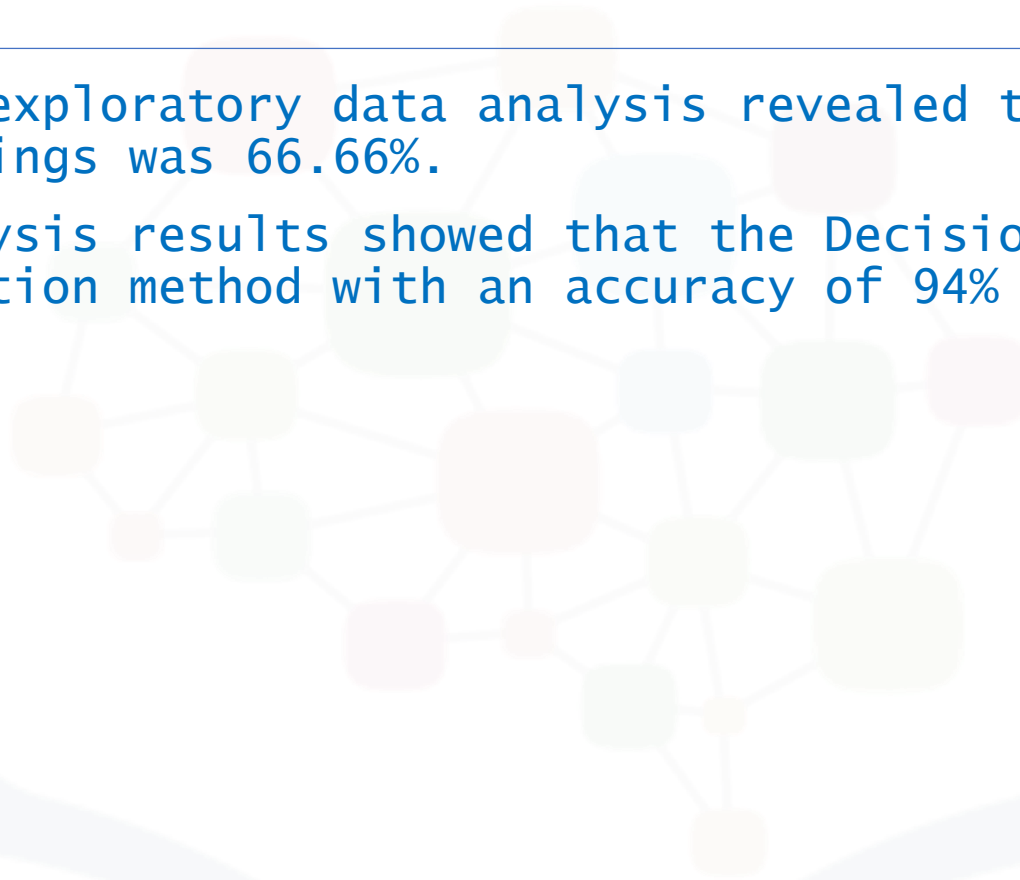 exploratory data analysis revealed t
ings was 66.66%.
ysis results showed that the Decisio
tion method with an accuracy of 94%